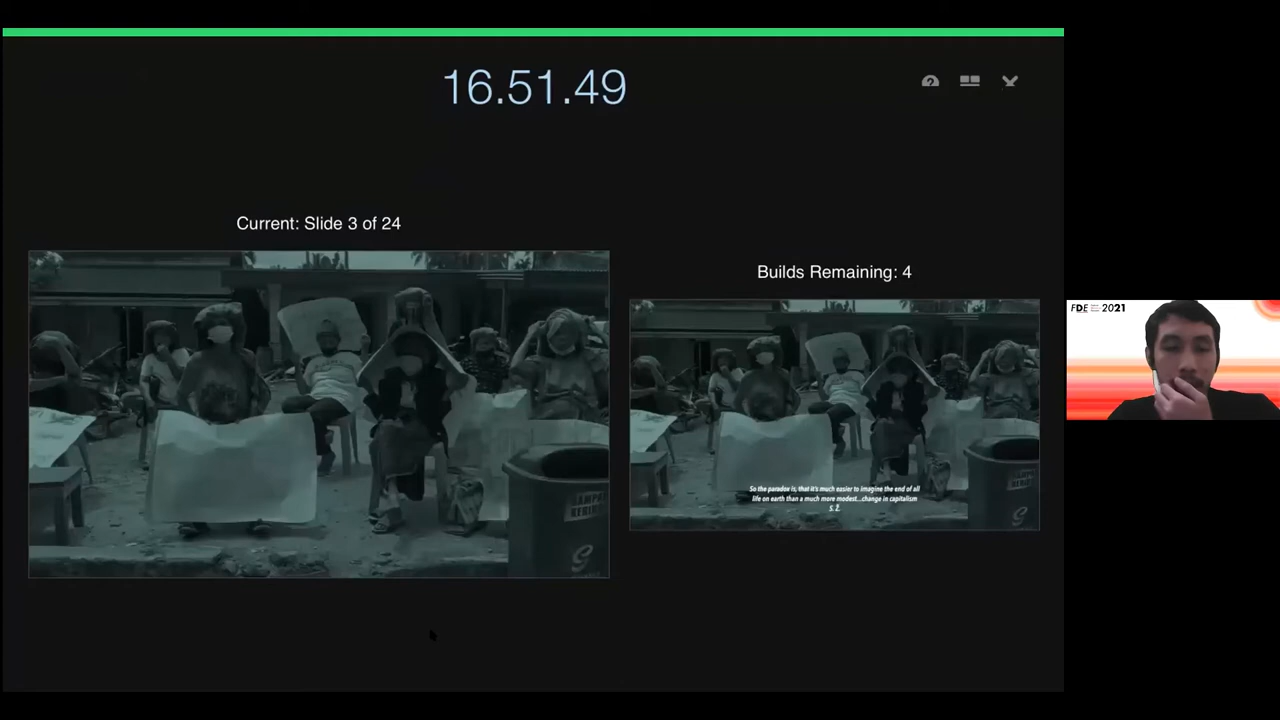 16.51.49
Current: Slide 3 of 24
Builds Remaining: 4
So the paradox is, that it's much easier to imagine the end of all
life on earth than a much more modest...change in capitalism
S. Ž.
FDE 2021